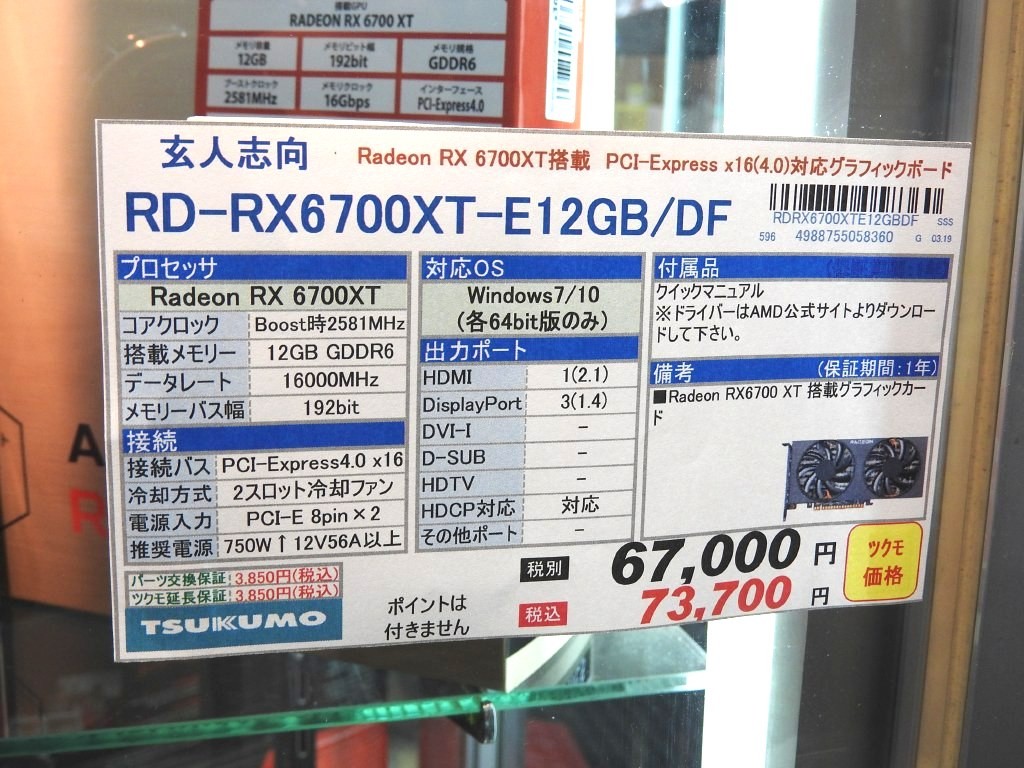 搭載GPU
RADEON RX 6700 XT
メモリ容量 メモリビット幅 メモリ規格
12GB 192bit GDDR6
ブーストクロック メモリクロック インターフェース
2581MHz 16Gbps PCI-Express4.0
玄人志向 Radeon RX 6700XT搭載 PCI-Express x16(4.0)対応グラフィックボード
RD-RX6700XT-E12GB/DF
RDRX6700XTE12GBDF SSS
596 4988755058360 G 03.19
プロセッサ
Radeon RX 6700XT
コアクロック Boost時2581MHz
搭載メモリー 12GB GDDR6
データレート 16000MHz
メモリーバス幅 192bit
接続
接続バス PCI-Express4.0 x16
冷却方式 2スロット冷却ファン
電源入力 PCI-E 8pin×2
推奨電源 750W↑12V56A以上
対応OS
Windows7/10
(各64bit版のみ)
出力ポート
HDMI 1(2.1)
DisplayPort 3(1.4)
DVI-I -
D-SUB -
HDTV -
HDCP対応 対応
その他ポート -
付属品
クイックマニュアル
※ドライバーはAMD公式サイトよりダウンロー
ドして下さい。
備考 (保証期間:1年)
■Radeon RX6700 XT 搭載グラフィックカー
ド
パーツ交換保証:3.850円(税込)
ツクモ延長保証:3.850円(税込)
TSUKUMO
ポイントは
付きません
税別 67,000 円
税込 73,700 円
ツクモ
価格
A
R